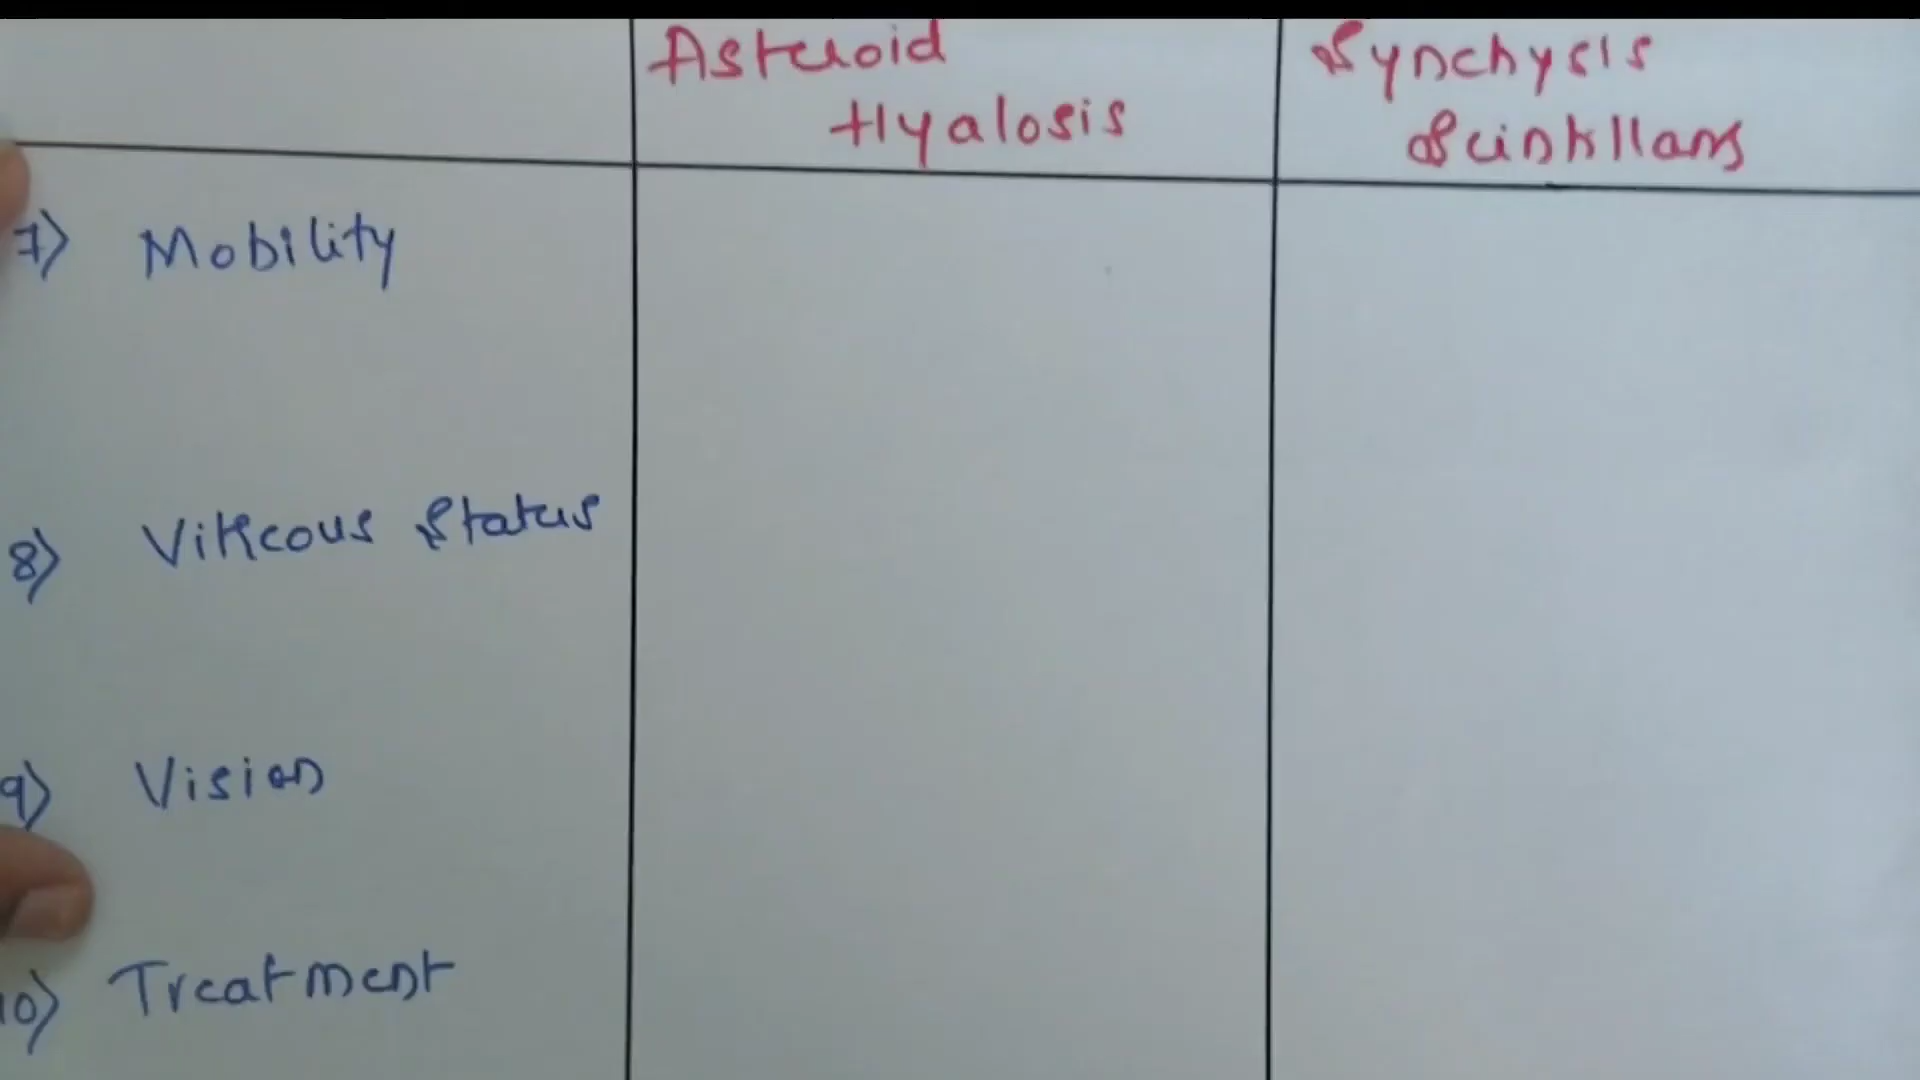 Asteroid
Hyalosis
Synchysis
Scintillans
7) Mobility
8) Vitreous Status
9) Vision
10) Treatment